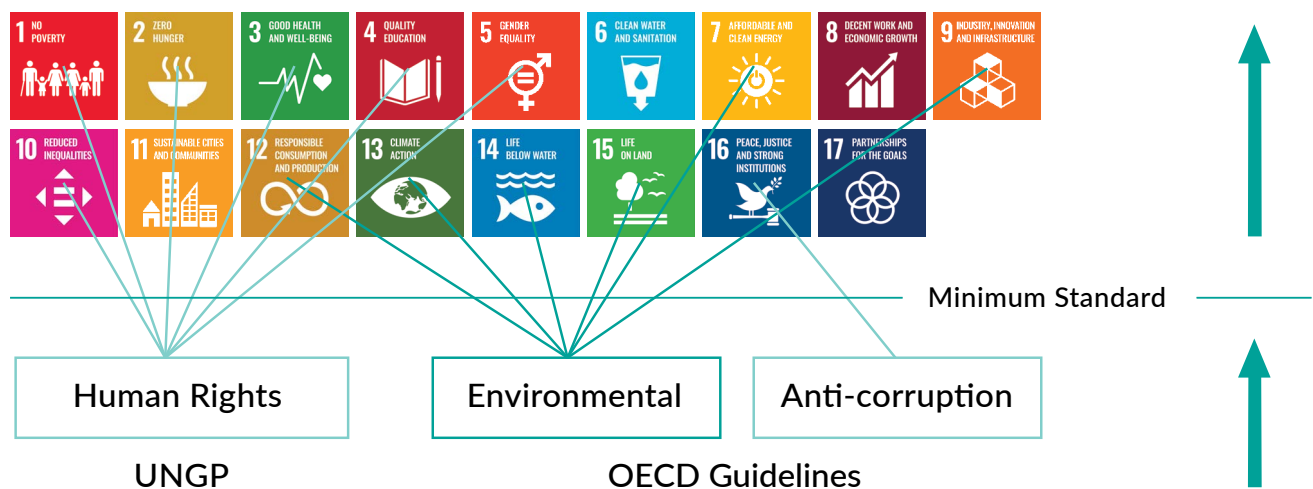 1 NO
POVERTY
2 ZERO
HUNGER
3 GOOD HEALTH
AND WELL-BEING
4 QUALITY
EDUCATION
5 GENDER
EQUALITY
6 CLEAN WATER
AND SANITATION
7 AFFORDABLE AND
CLEAN ENERGY
8 DECENT WORK AND
ECONOMIC GROWTH
9 INDUSTRY, INNOVATION
AND INFRASTRUCTURE
10 REDUCED
INEQUALITIES
11 SUSTAINABLE CITIES
AND COMMUNITIES
12 RESPONSIBLE
CONSUMPTION
AND PRODUCTION
13 CLIMATE
ACTION
14 LIFE
BELOW WATER
15 LIFE
ON LAND
16 PEACE, JUSTICE
AND STRONG
INSTITUTIONS
17 PARTNERSHIPS
FOR THE GOALS
Minimum Standard
Human Rights
Environmental
Anti-corruption
UNGP
OECD Guidelines